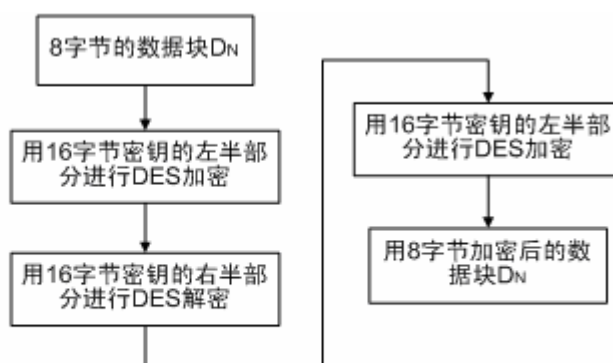 8字节的数据块DN
用16字节密钥的左半部
分进行DES加密
用16字节密钥的右半部
分进行DES解密
用16字节密钥的左半部
分进行DES加密
用8字节加密后的数
据块DN